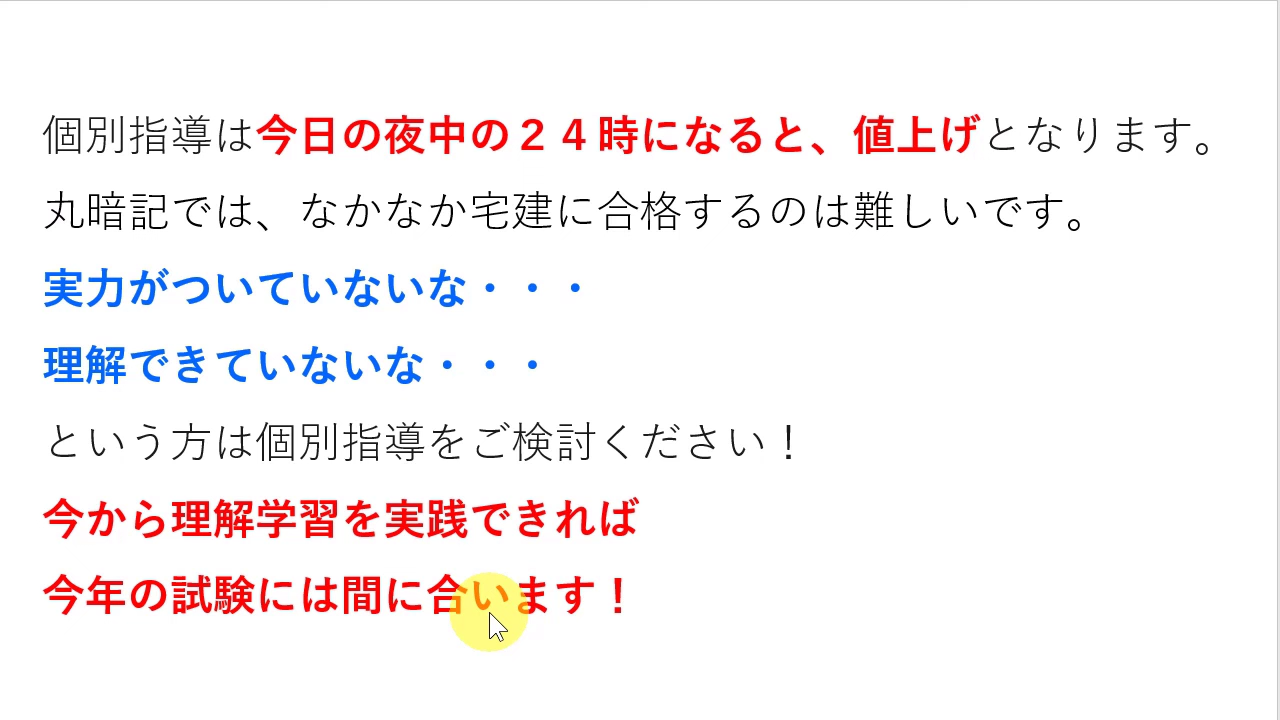 個別指導は今日の夜中の２４時になると、値上げとなります。
丸暗記では、なかなか宅建に合格するのは難しいです。
実力がついていないな・・・
理解できていないな・・・
という方は個別指導をご検討ください！
今から理解学習を実践できれば
今年の試験には間に合います！